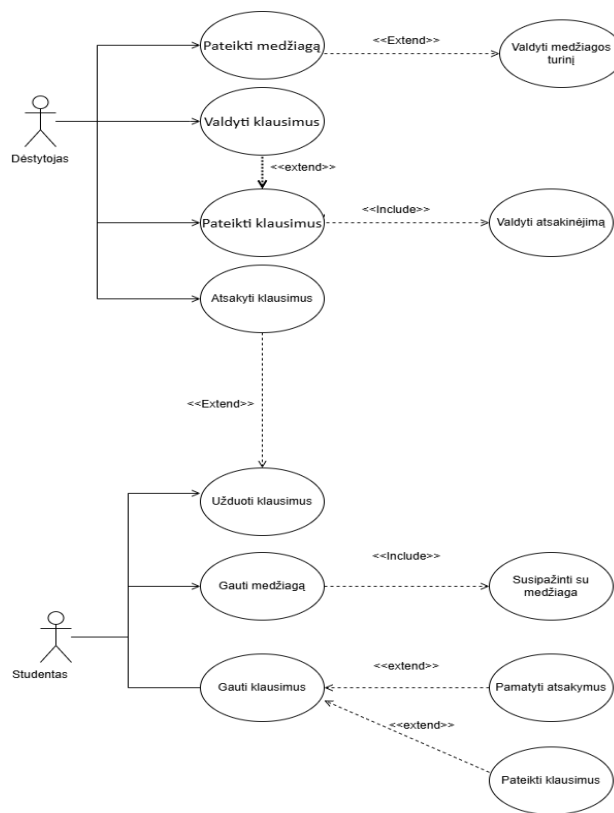 Pateikti medžiagą
<<Extend>>
Valdyti medžiagos
turinį
Valdyti klausimus
Dėstytojas
<<extend>>
Pateikti klausimus
<<Include>>
Valdyti atsakinėjimą
Atsakyti klausimus
<<Extend>>
Užduoti klausimus
<<Include>>
Gauti medžiagą
Susipažinti su
medžiaga
Studentas
<<extend>>
Gauti klausimus
Pamatyti atsakymus
<<extend>>
Pateikti klausimus